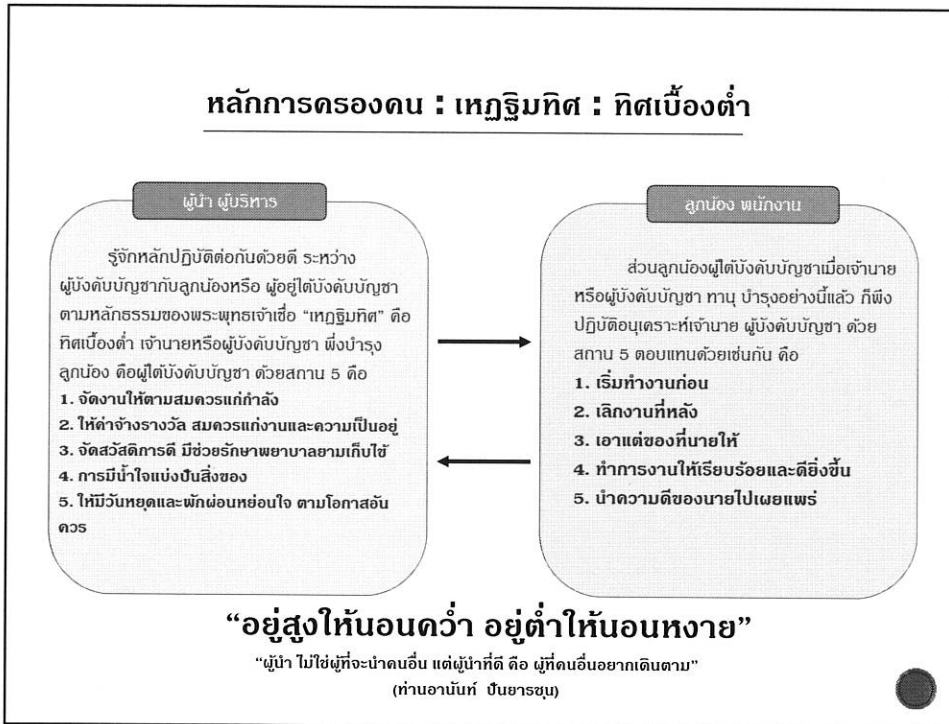 หลักการครองคน : เหฏฐิมทิศ : ทิศเบื้องต่ำ
ผู้นำ ผู้บริหาร
รู้จักหลักปฏิบัติต่อกันด้วยดี ระหว่าง
ผู้บังคับบัญชากับลูกน้องหรือ ผู้อยู่ใต้บังคับบัญชา
ตามหลักธรรมของพระพุทธเจ้าเชื่อ “เหฏฐิมทิศ” คือ
ทิศเบื้องต่ำ เจ้านายหรือผู้บังคับบัญชา พึ่งบำรุง
ลูกน้อง คือผู้ใต้บังคับบัญชา ด้วยสถาน 5 คือ
1. จัดงานให้ตามสมควรแก่กำลัง
2. ให้ค่าจ้างรางวัล สมควรแก่งานและความเป็นอยู่
3. จัดสวัสดิการดี มีช่วยรักษาพยาบาลยามเก็บไข้
4. การมีน้ำใจแบ่งปันสิ่งของ
5. ให้มีวันหยุดและพักผ่อนหย่อนใจ ตามโอกาสอัน
ควร
ลูกน้อง พนักงาน
ส่วนลูกน้องผู้ใต้บังคับบัญชาเมื่อเจ้านาย
หรือผู้บังคับบัญชา ทานุ บำรุงอย่างนี้แล้ว ก็พึง
ปฏิบัติอนุเคราะห์เจ้านาย ผู้บังคับบัญชา ด้วย
สถาน 5 ตอบแทนด้วยเช่นกัน คือ
1. เริ่มทำงานก่อน
2. เลิกงานที่หลัง
3. เอาแต่ของที่นายให้
4. ทำการงานให้เรียบร้อยและดียิ่งขึ้น
5. นำความดีของนายไปเผยแพร่
“อยู่สูงให้นอนคว่ำ อยู่ต่ำให้นอนหงาย”
“ผู้นำ ไม่ใช่ผู้ที่จะนำคนอื่น แต่ผู้นำที่ดี คือ ผู้ที่คนอื่นอยากเดินตาม”
(ท่านอานันท์ ปันยารชุน)